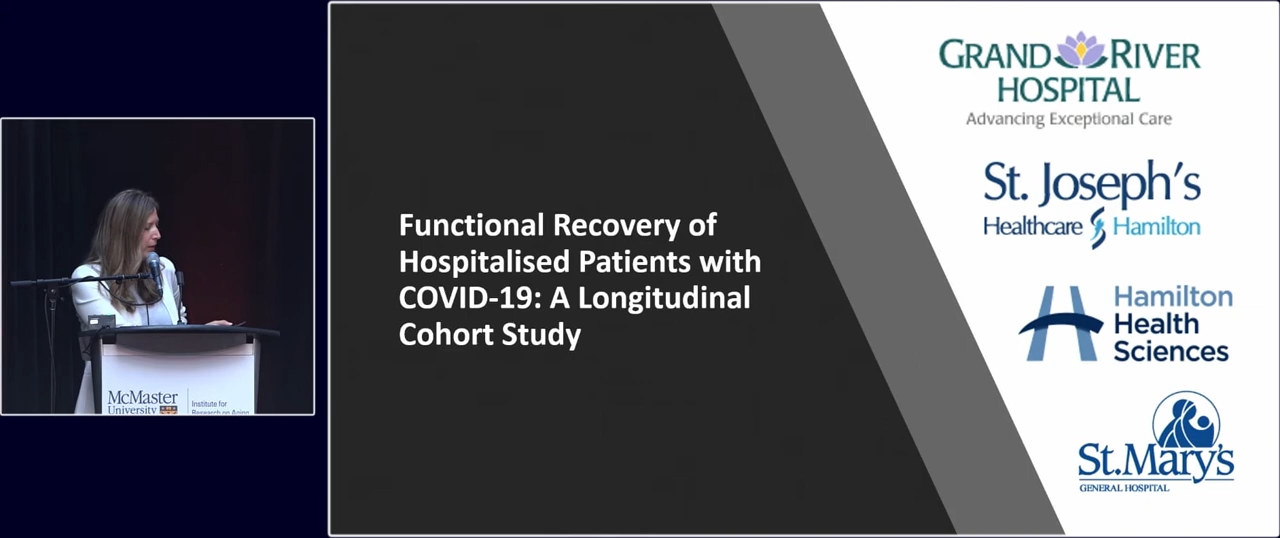 Functional Recovery of
Hospitalised Patients with
COVID-19: A Longitudinal
Cohort Study
GRAND RIVER
HOSPITAL
Advancing Exceptional Care
St. Joseph's
Healthcare Hamilton
Hamilton
Health
Sciences
St. Mary's
GENERAL HOSPITAL
McMaster
University
Institute for
Research on Aging